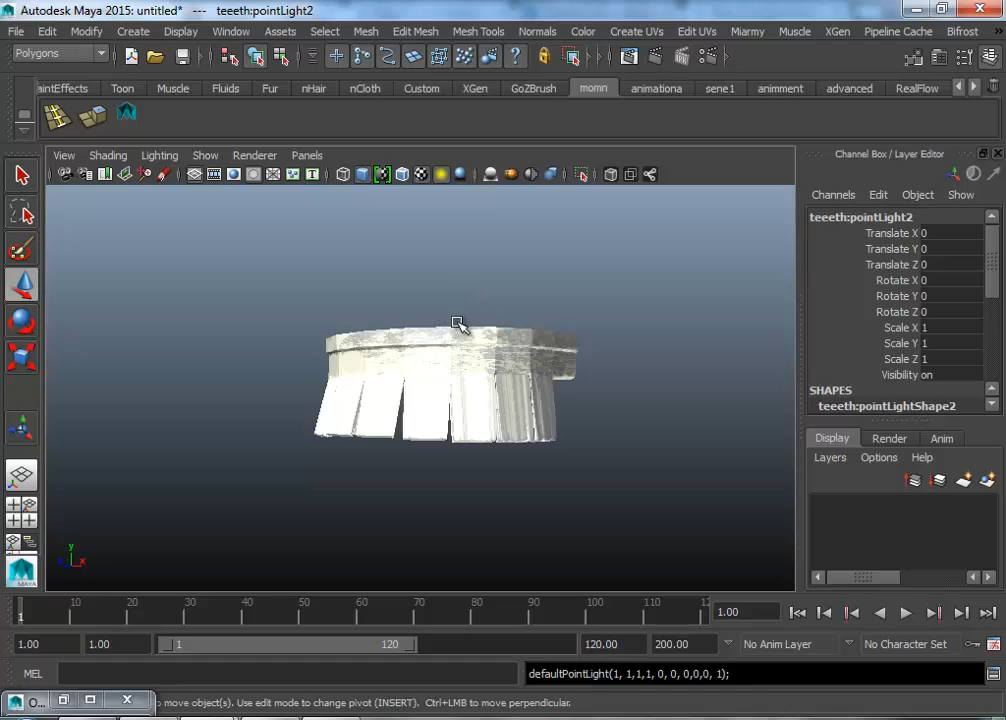 Autodesk Maya 2015: untitled* --- teeeth:pointLight2
File Edit Modify Create Display Window Assets Select Mesh Edit Mesh Mesh Tools Normals Color Create UVs Edit UVs Miarmy Muscle XGen Pipeline Cache Bifrost
Polygons
aintEffects Toon Muscle Fluids Fur nHair nCloth Custom XGen GoZBrush momn animationa sene1 animment advanced RealFlow
View Shading Lighting Show Renderer Panels
Channel Box / Layer Editor
Channels Edit Object Show
teeeth:pointLight2
Translate X 0
Translate Y 0
Translate Z 0
Rotate X 0
Rotate Y 0
Rotate Z 0
Scale X 1
Scale Y 1
Scale Z 1
Visibility on
SHAPES
teeeth:pointLightShape2
Display Render Anim
Layers Options Help
y
x
MAYA
1 10 20 30 40 50 60 70 80 90 100 110 12 1.00
1.00 1.00 1 120 120.00 200.00 No Anim Layer No Character Set
MEL defaultPointLight(1, 1,1,1, 0, 0, 0,0,0, 1);
O... to move object(s). Use edit mode to change pivot (INSERT). Ctrl+LMB to move perpendicular.